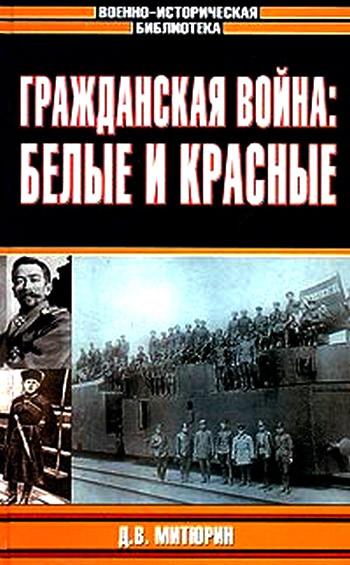 ВОЕННО-ИСТОРИЧЕСКАЯ
БИБЛИОТЕКА
ГРАЖДАНСКАЯ ВОЙНА:
БЕЛЫЕ И КРАСНЫЕ
Д.В. МИТЮРИН